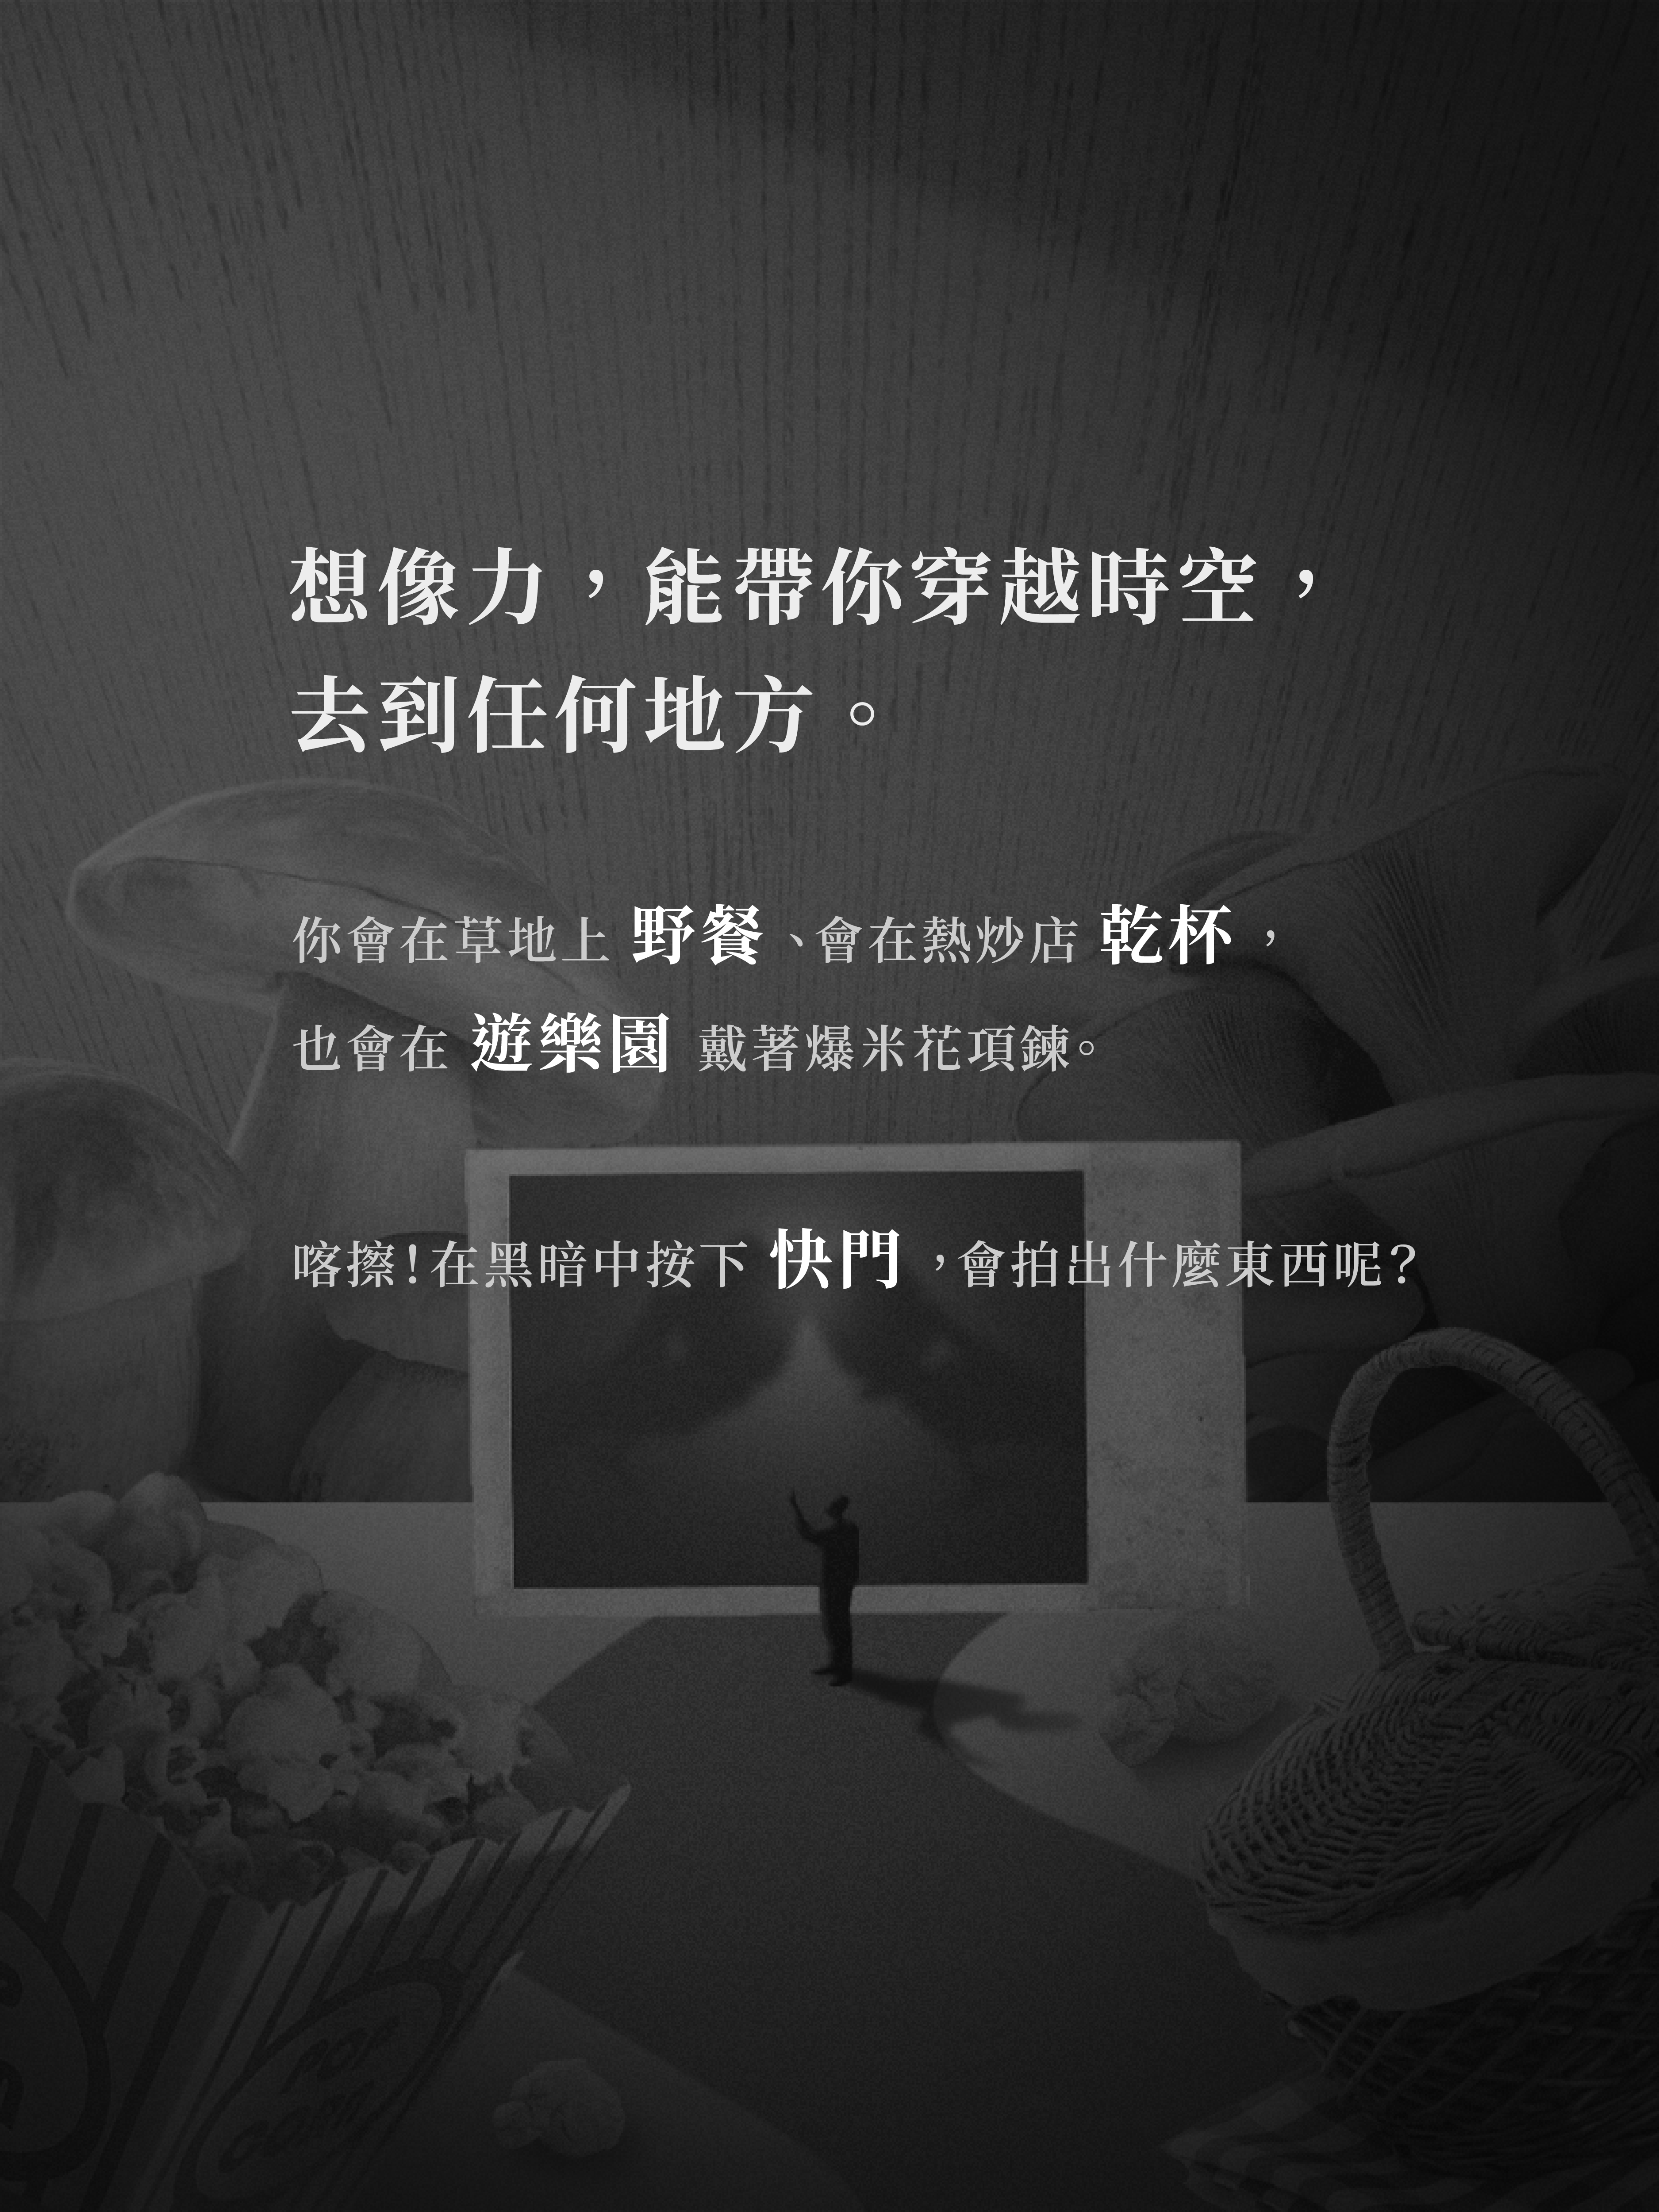 想像力，能帶你穿越時空，
去到任何地方。
你會在草地上 野餐、會在熱炒店 乾杯，
也會在 遊樂園 戴著爆米花項鍊。
喀擦！在黑暗中按下 快門，會拍出什麼東西呢？
POP
CORN